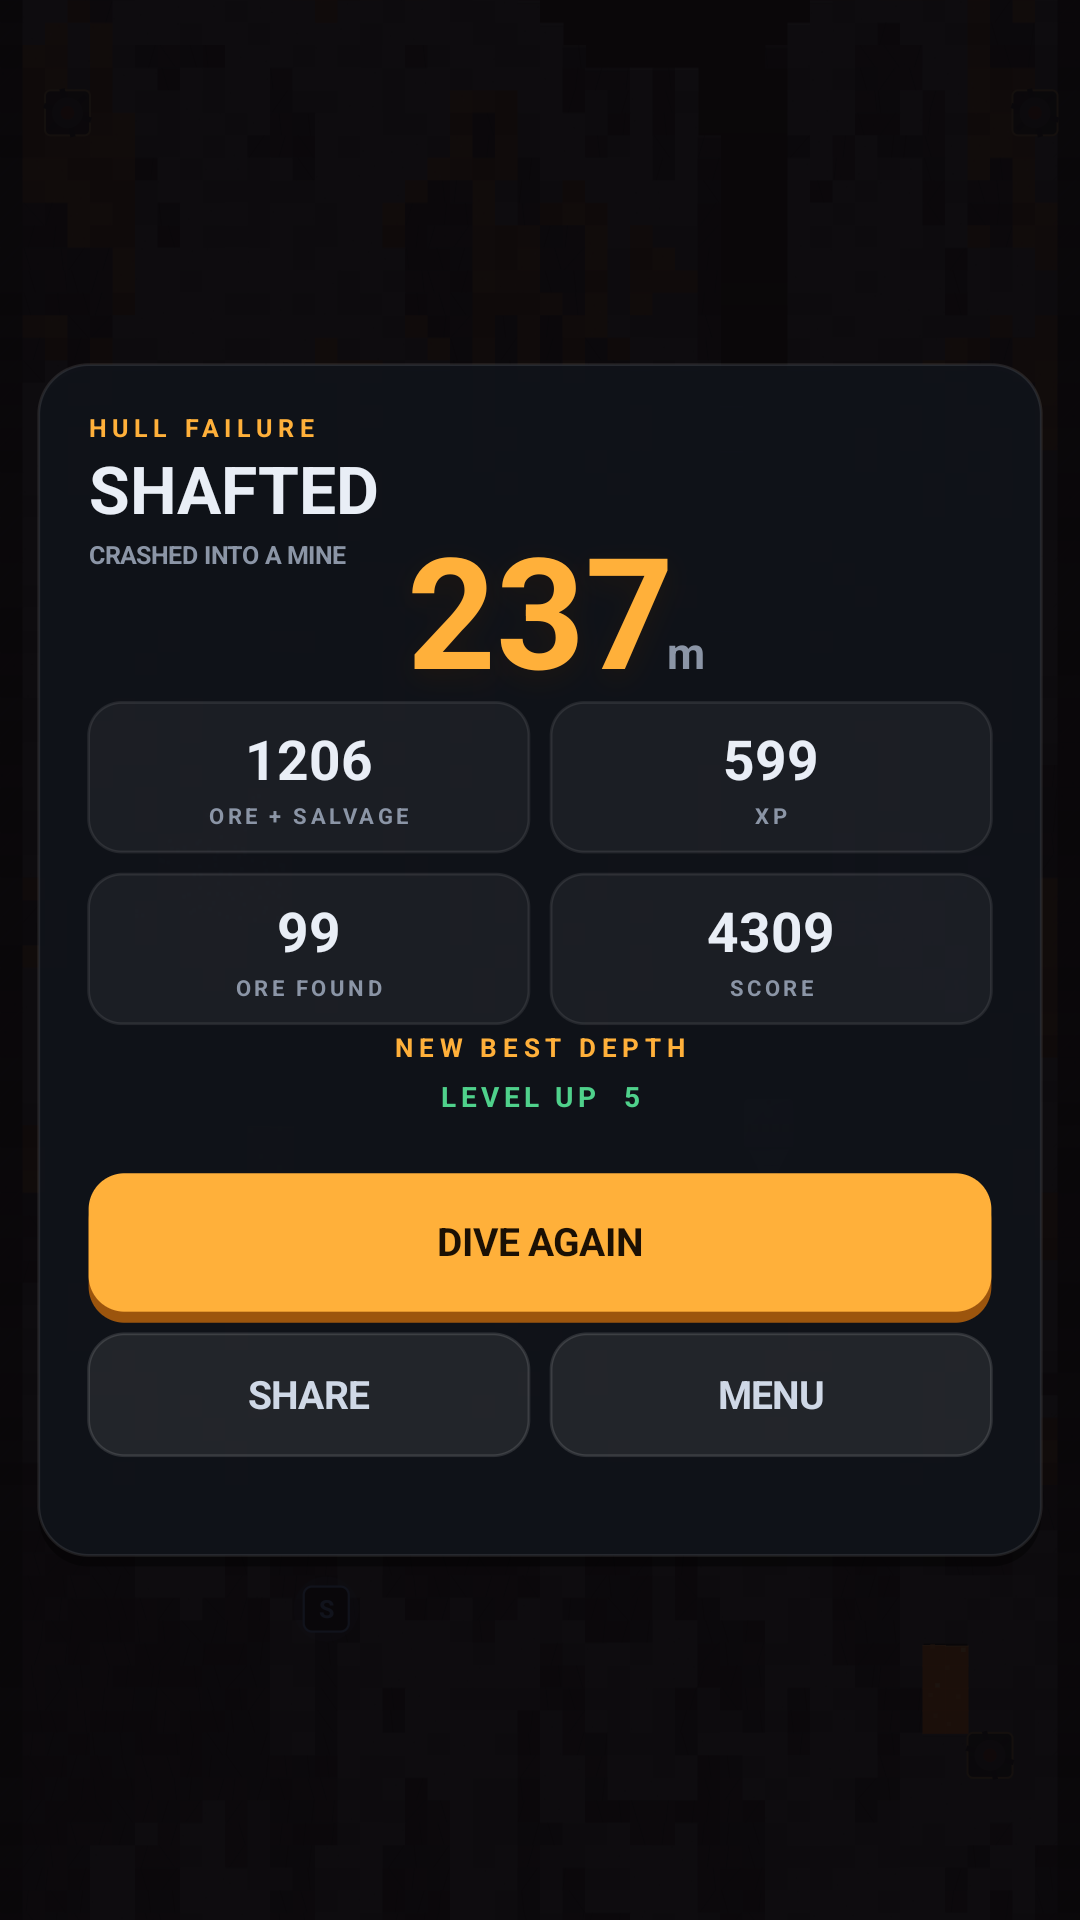 HULL FAILURE
SHAFTED
CRASHED INTO A MINE
237m
1206
ORE + SALVAGE
599
XP
99
ORE FOUND
4309
SCORE
NEW BEST DEPTH
LEVEL UP 5
DIVE AGAIN
SHARE
MENU
S